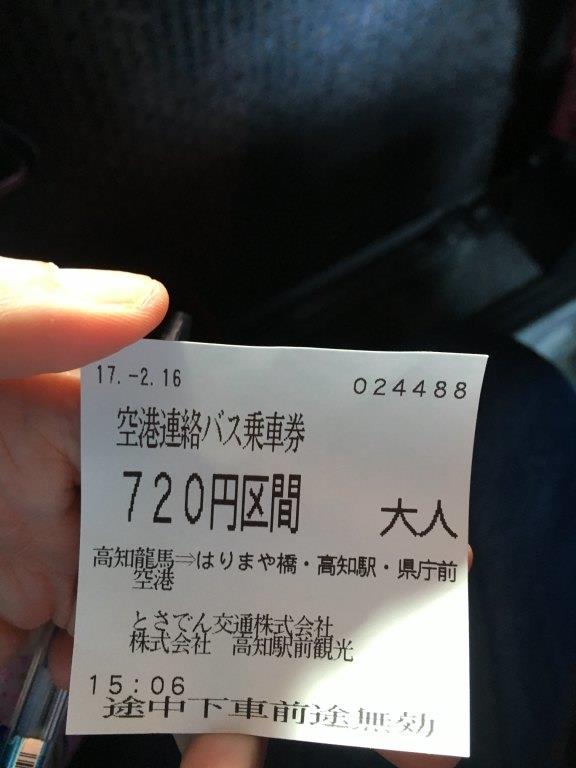 17.-2.16
024488
空港連絡バス乗車券
720円区間 大人
高知龍馬⇒はりまや橋・高知駅・県庁前
空港
とさでん交通株式会社
株式会社 高知駅前観光
15:06
途中下車前途無効